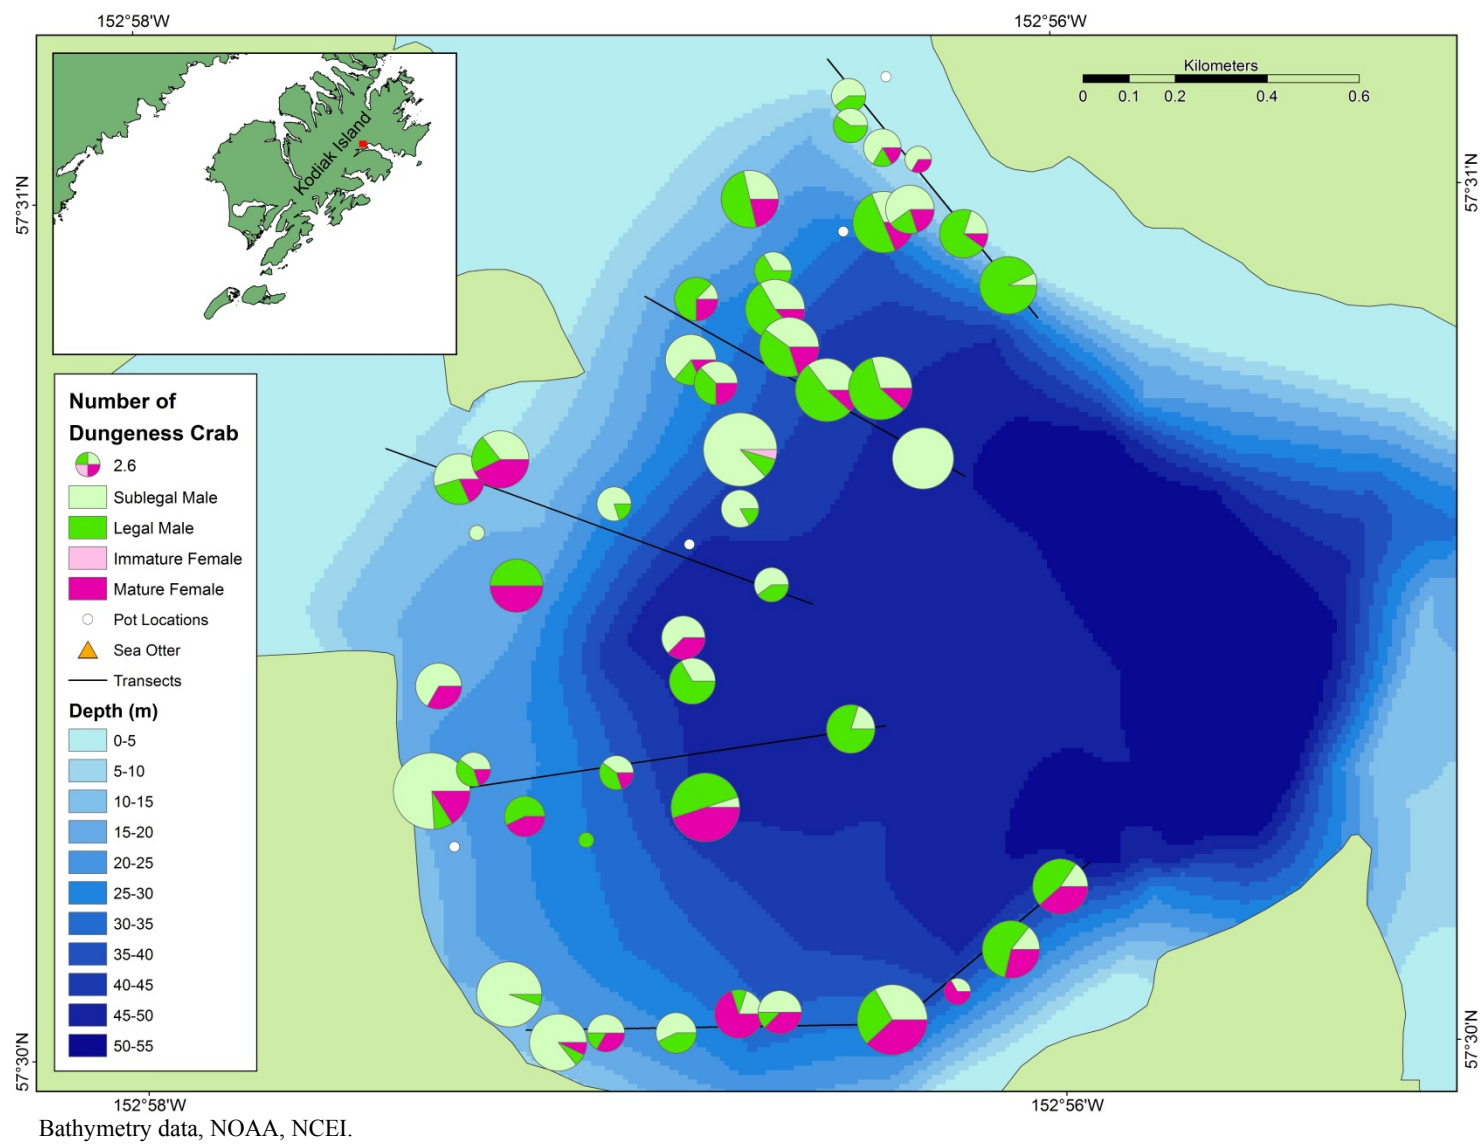 152°58'W
152°56'W
Kilometers
0 0.1 0.2 0.4 0.6
Kodiak Island
57°31'N
57°31'N
Number of
Dungeness Crab
2.6
Sublegal Male
Legal Male
Immature Female
Mature Female
Pot Locations
Sea Otter
Transects
Depth (m)
0-5
5-10
10-15
15-20
20-25
25-30
30-35
35-40
40-45
45-50
50-55
57°30'N
57°30'N
152°58'W
152°56'W
Bathymetry data, NOAA, NCEI.